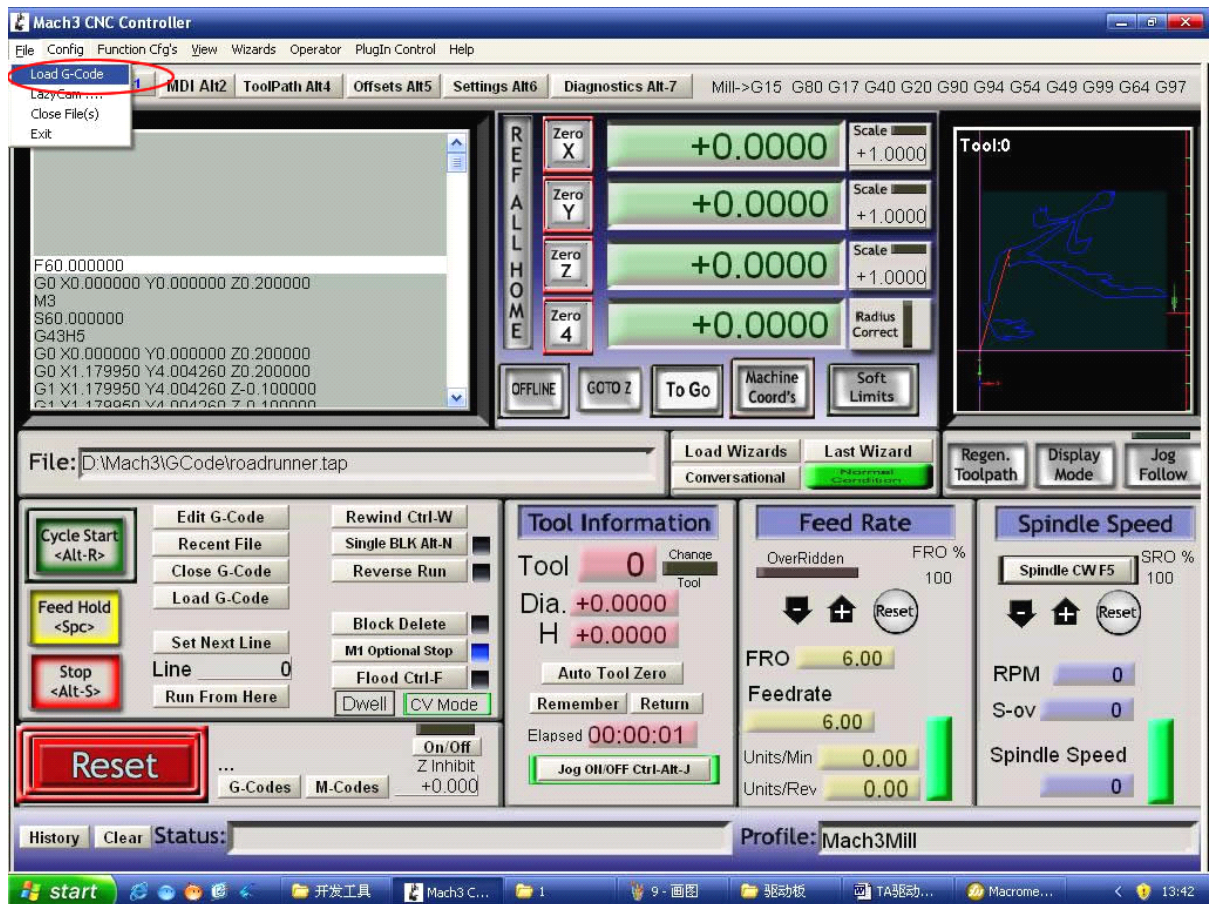 Mach3 CNC Controller
File Config Function Cfg's View Wizards Operator PlugIn Control Help
Load G-Code
LazyCam ....
Close File(s)
Exit
1 MDI Alt2 ToolPath Alt4 Offsets Alt5 Settings Alt6 Diagnostics Alt-7 Mill->G15 G80 G17 G40 G20 G90 G94 G54 G49 G99 G64 G97
F60.000000
G0 X0.000000 Y0.000000 Z0.200000
M3
S60.000000
G43H5
G0 X0.000000 Y0.000000 Z0.200000
G0 X1.179950 Y4.004260 Z0.200000
G1 X1.179950 Y4.004260 Z-0.100000
REF ALL HOME
Zero X +0.0000 Scale +1.0000
Zero Y +0.0000 Scale +1.0000
Zero Z +0.0000 Scale +1.0000
Zero 4 +0.0000 Radius Correct
OFFLINE GOTO Z To Go Machine Coord's Soft Limits
Tool:0
File: D:\Mach3\GCode\roadrunner.tap
Load Wizards Last Wizard
Conversational Normal Condition
Regen. Toolpath Display Mode Jog Follow
Cycle Start <Alt-R>
Feed Hold <Spc>
Stop <Alt-S>
Edit G-Code
Recent File
Close G-Code
Load G-Code
Set Next Line
Line 0
Run From Here
Rewind Ctrl-W
Single BLK Alt-N
Reverse Run
Block Delete
M1 Optional Stop
Flood Ctrl-F
Dwell CV Mode
Reset
...
G-Codes M-Codes
On/Off
Z Inhibit
+0.000
Tool Information
Tool 0 Change Tool
Dia. +0.0000
H +0.0000
Auto Tool Zero
Remember Return
Elapsed 00:00:01
Jog ON/OFF Ctrl-Alt-J
Feed Rate
OverRidden FRO %
100
Reset
FRO 6.00
Feedrate
6.00
Units/Min 0.00
Units/Rev 0.00
Spindle Speed
Spindle CW F5 SRO %
100
Reset
RPM 0
S-ov 0
Spindle Speed
0
History Clear Status:
Profile: Mach3Mill
start 开发工具 Mach3 C... 1 9 - 画图 驱动板 TA驱动... Macrome... 13:42